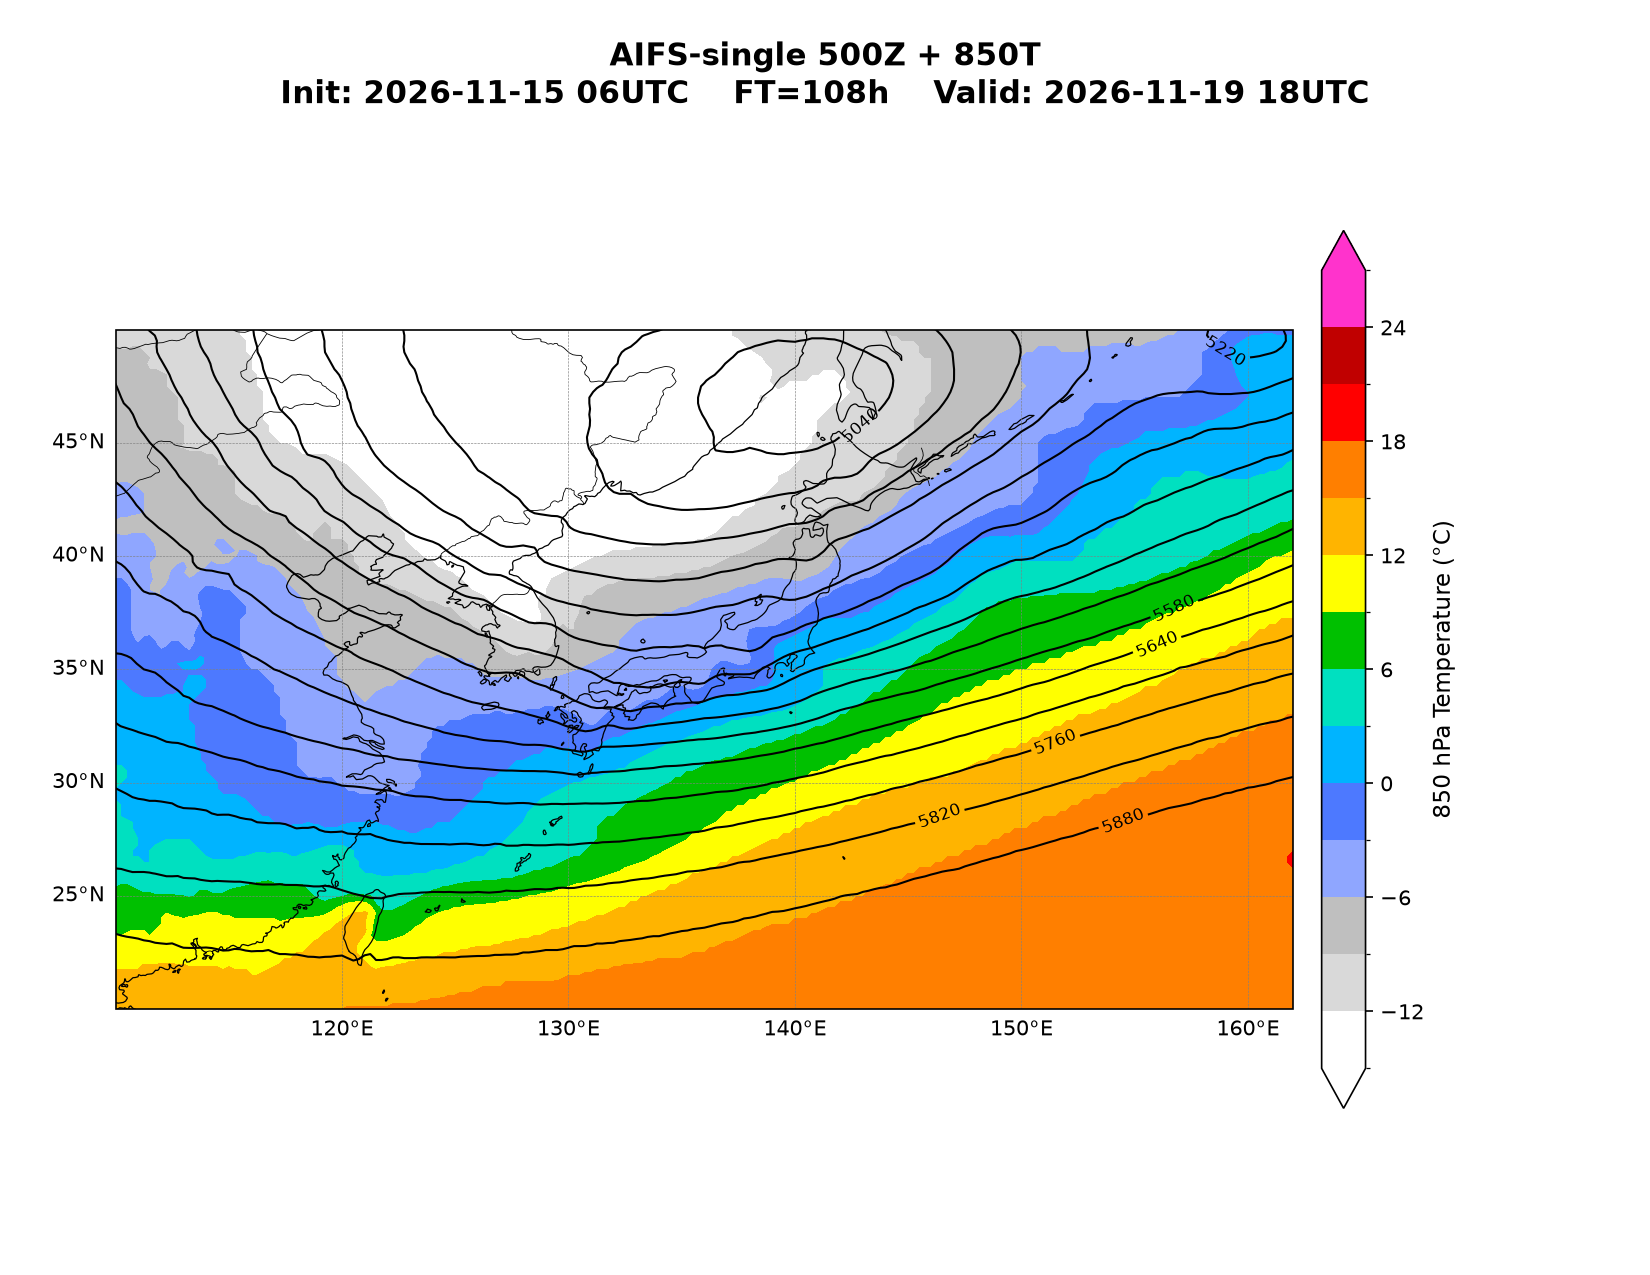 AIFS-single 500Z + 850T
Init: 2026-11-15 06UTC    FT=108h    Valid: 2026-11-19 18UTC
24
18
12
6
0
−6
−12
850 hPa Temperature (°C)
45°N
40°N
35°N
30°N
25°N
5220
5040
5580
5640
5760
5820
5880
120°E
130°E
140°E
150°E
160°E